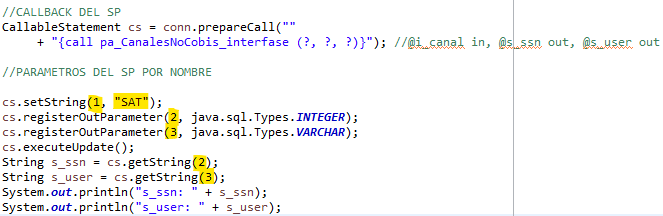 //CALLBACK DEL SP
CallableStatement cs = conn.prepareCall(""
+ "{call pa_CanalesNoCobis_interfase (?, ?, ?)}"); //@i_canal in, @s_ssn out, @s_user out
//PARAMETROS DEL SP POR NOMBRE
cs.setString(1, "SAT");
cs.registerOutParameter(2, java.sql.Types.INTEGER);
cs.registerOutParameter(3, java.sql.Types.VARCHAR);
cs.executeUpdate();
String s_ssn = cs.getString(2);
String s_user = cs.getString(3);
System.out.println("s_ssn: " + s_ssn);
System.out.println("s_user: " + s_user);